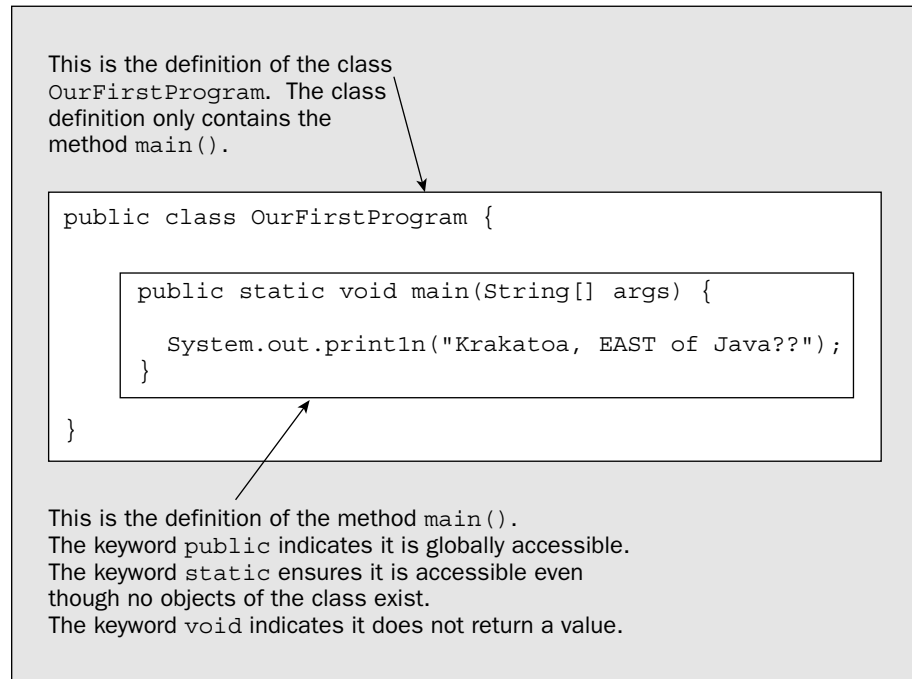 This is the definition of the class
OurFirstProgram. The class
definition only contains the
method main().
public class OurFirstProgram {
public static void main(String[] args) {
System.out.print1n("Krakatoa, EAST of Java??");
}
}
This is the definition of the method main().
The keyword public indicates it is globally accessible.
The keyword static ensures it is accessible even
though no objects of the class exist.
The keyword void indicates it does not return a value.